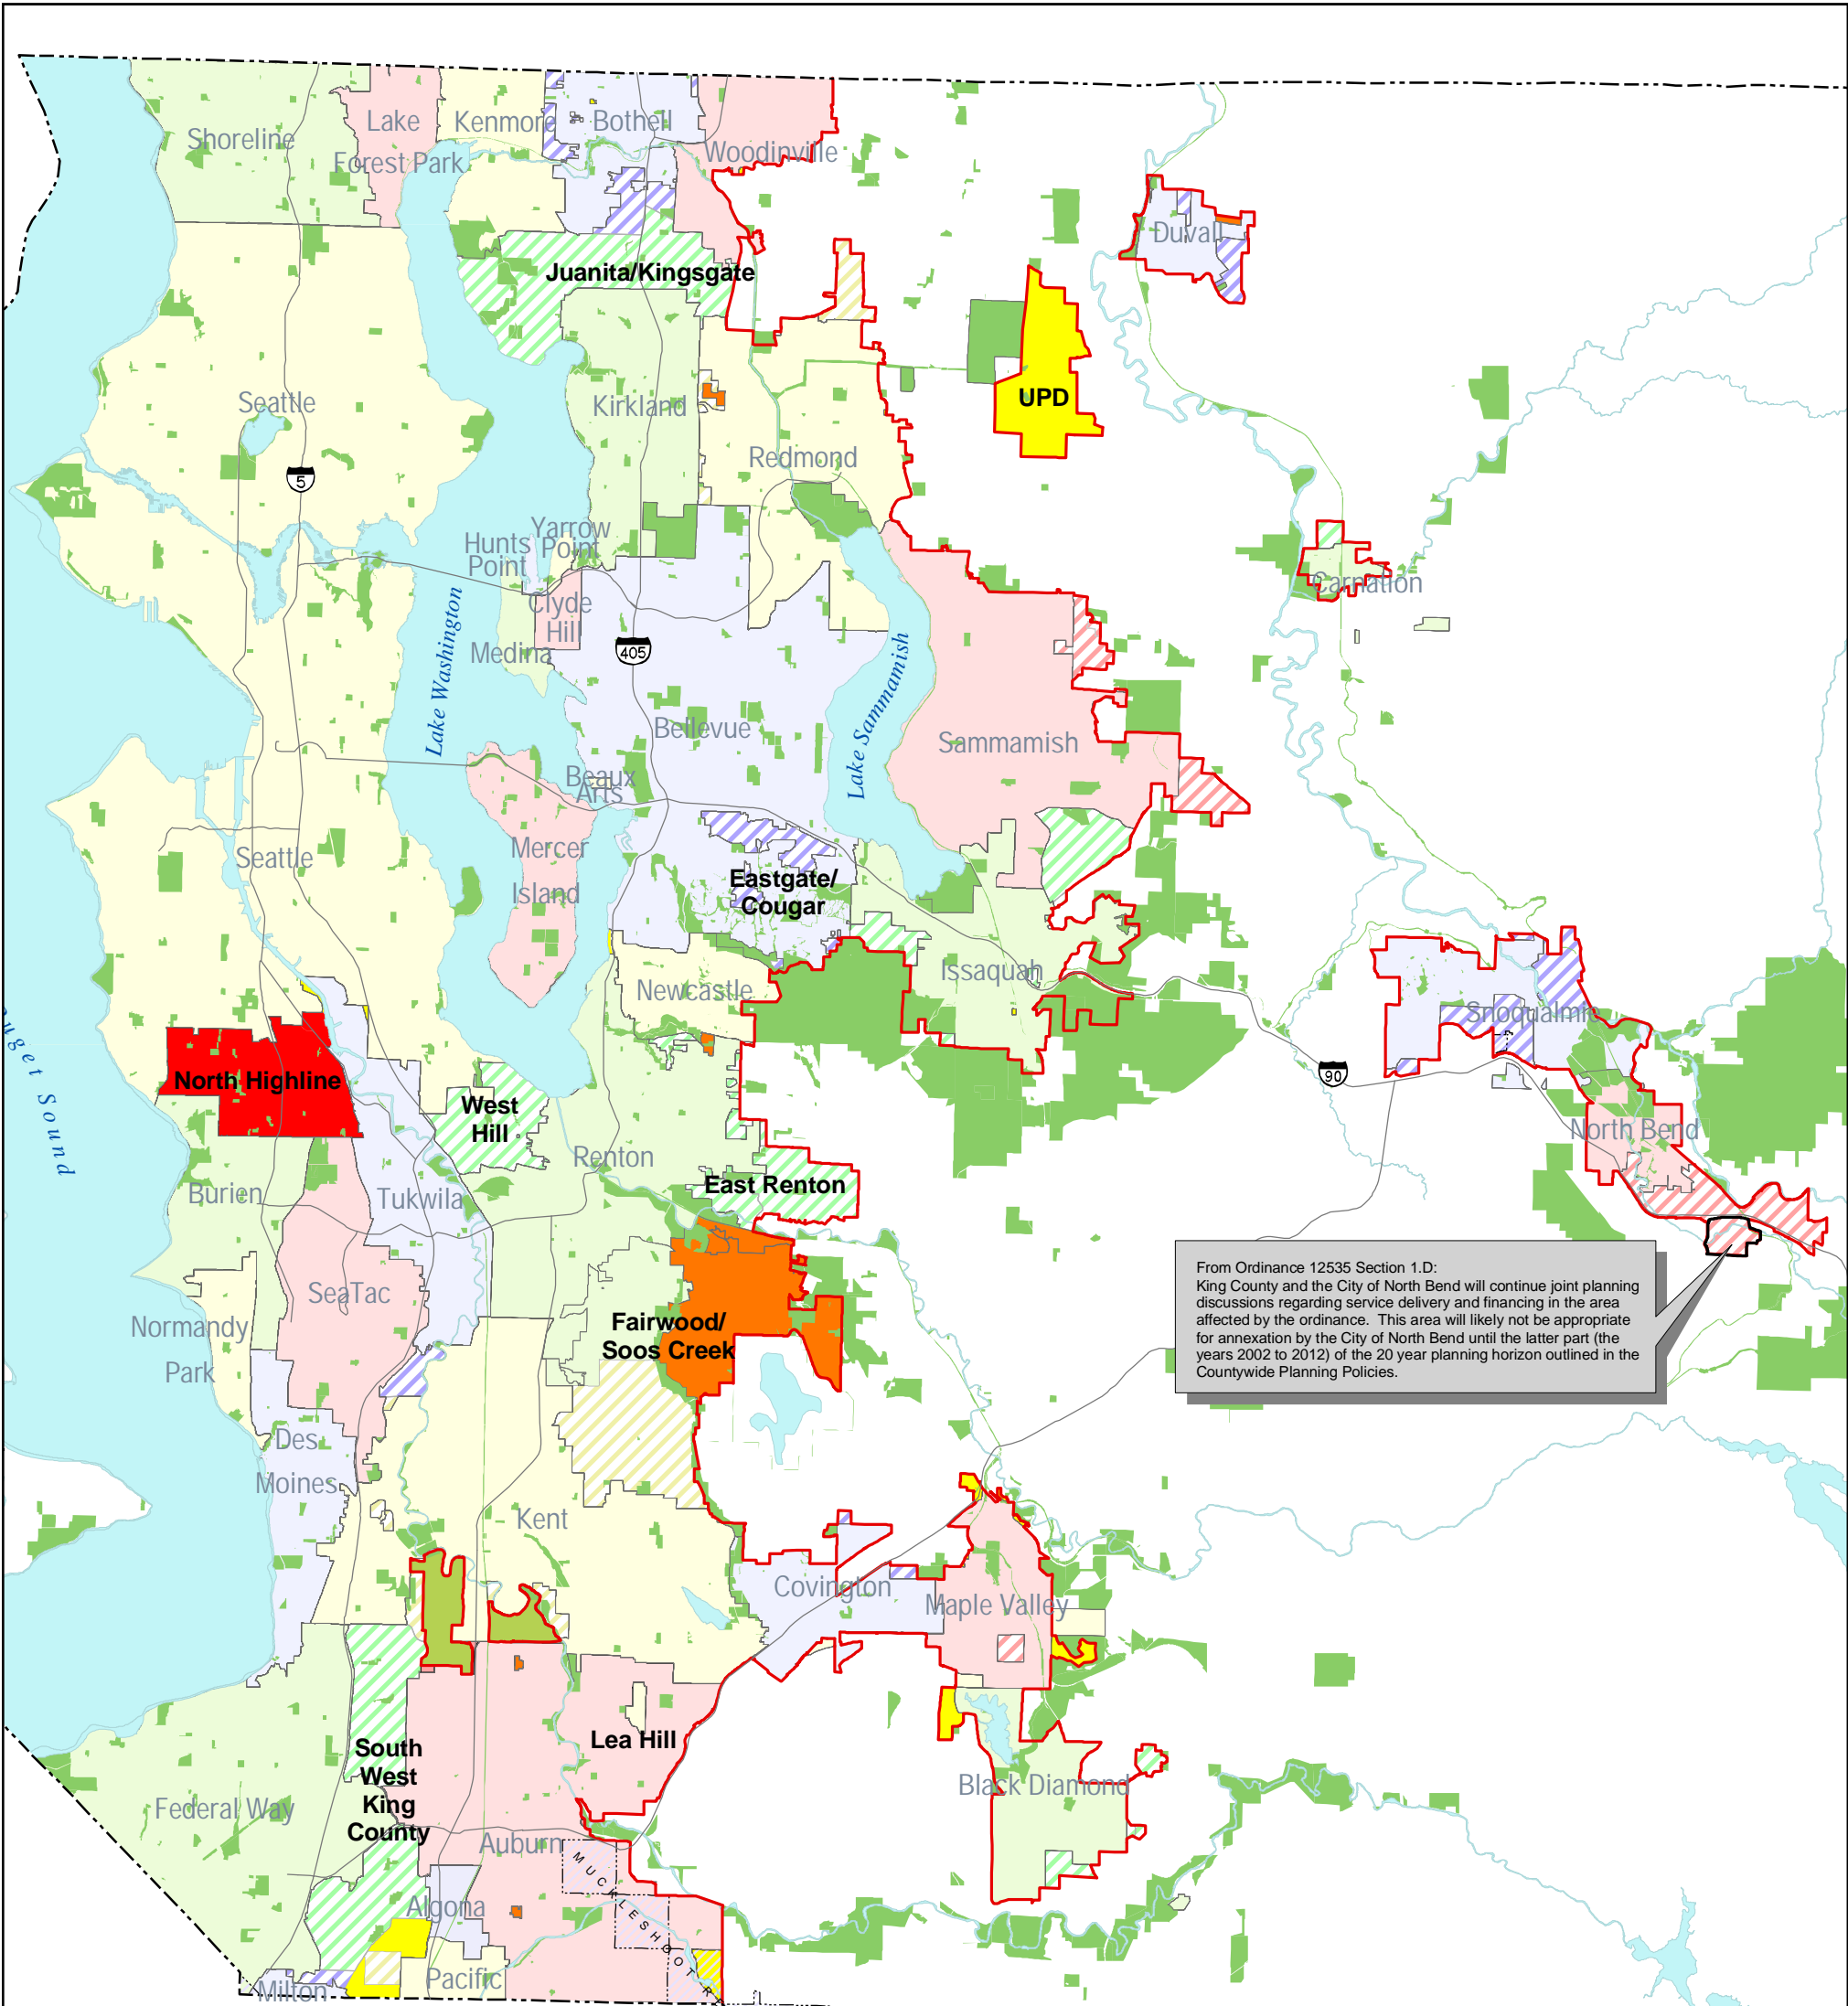 Shoreline
Lake
Forest Park
Kenmore
Bothell
Woodinville
Duvall
Juanita/Kingsgate
UPD
Seattle
5
Kirkland
Redmond
Hunts
Point
Yarrow
Point
Clyde
Hill
Medina
405
Lake Washington
Lake Sammamish
Carnation
Bellevue
Sammamish
Beaux
Arts
Mercer
Island
Seattle
Eastgate/
Cougar
Newcastle
Issaquah
Snoqualmie
90
North Bend
Puget Sound
North Highline
West
Hill
Renton
East Renton
Burien
Tukwila
SeaTac
Normandy
Park
Fairwood/
Soos Creek
From Ordinance 12535 Section 1.D:
King County and the City of North Bend will continue joint planning
discussions regarding service delivery and financing in the area
affected by the ordinance. This area will likely not be appropriate
for annexation by the City of North Bend until the latter part (the
years 2002 to 2012) of the 20 year planning horizon outlined in the
Countywide Planning Policies.
Des
Moines
Kent
Covington
Maple Valley
Lea Hill
South
West
King
County
Federal Way
Black Diamond
Auburn
MUCKLESHOOT
Algona
Pacific
Milton